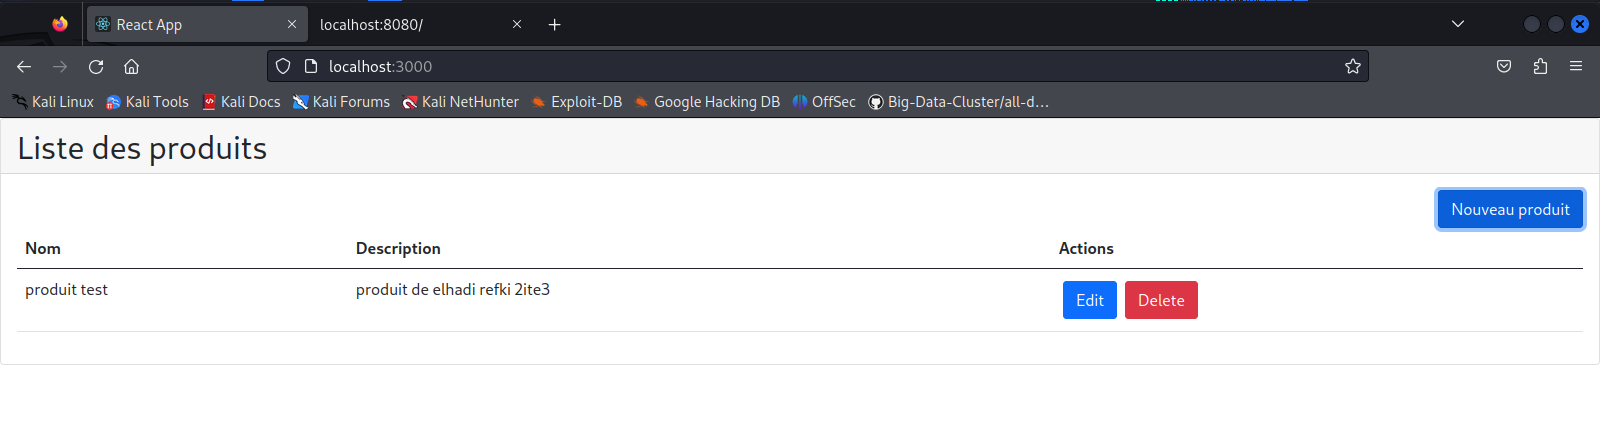 React App
localhost:8080/
localhost:3000
Kali Linux Kali Tools Kali Docs Kali Forums Kali NetHunter Exploit-DB Google Hacking DB OffSec Big-Data-Cluster/all-d…
Liste des produits
Nouveau produit
Nom Description Actions
produit test produit de elhadi refki 2ite3 Edit Delete